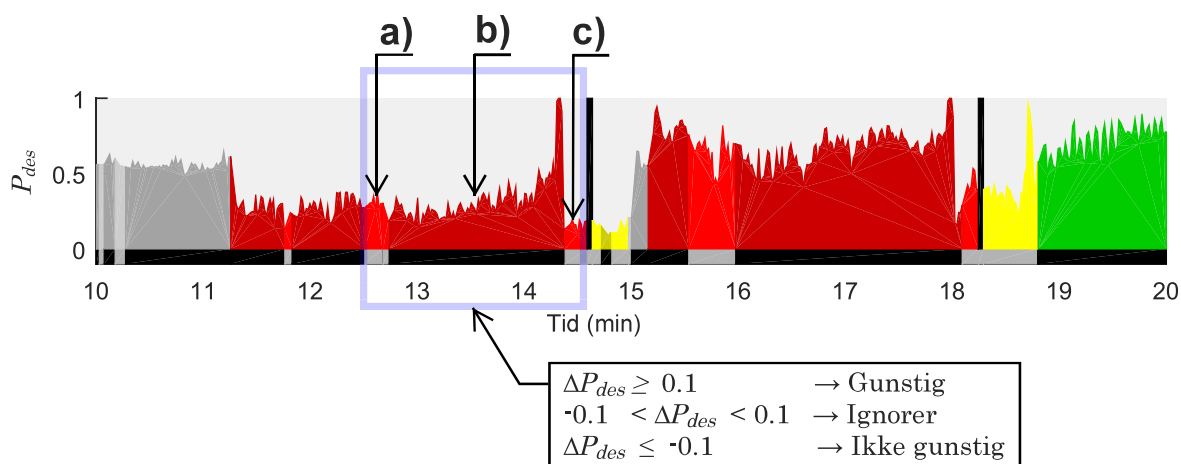 a) b) c)
P_des
1
0.5
0
10 11 12 13 14 15 16 17 18 19 20
Tid (min)
ΔP_des ≥ 0.1 → Gunstig
-0.1 < ΔP_des < 0.1 → Ignorer
ΔP_des ≤ -0.1 → Ikke gunstig